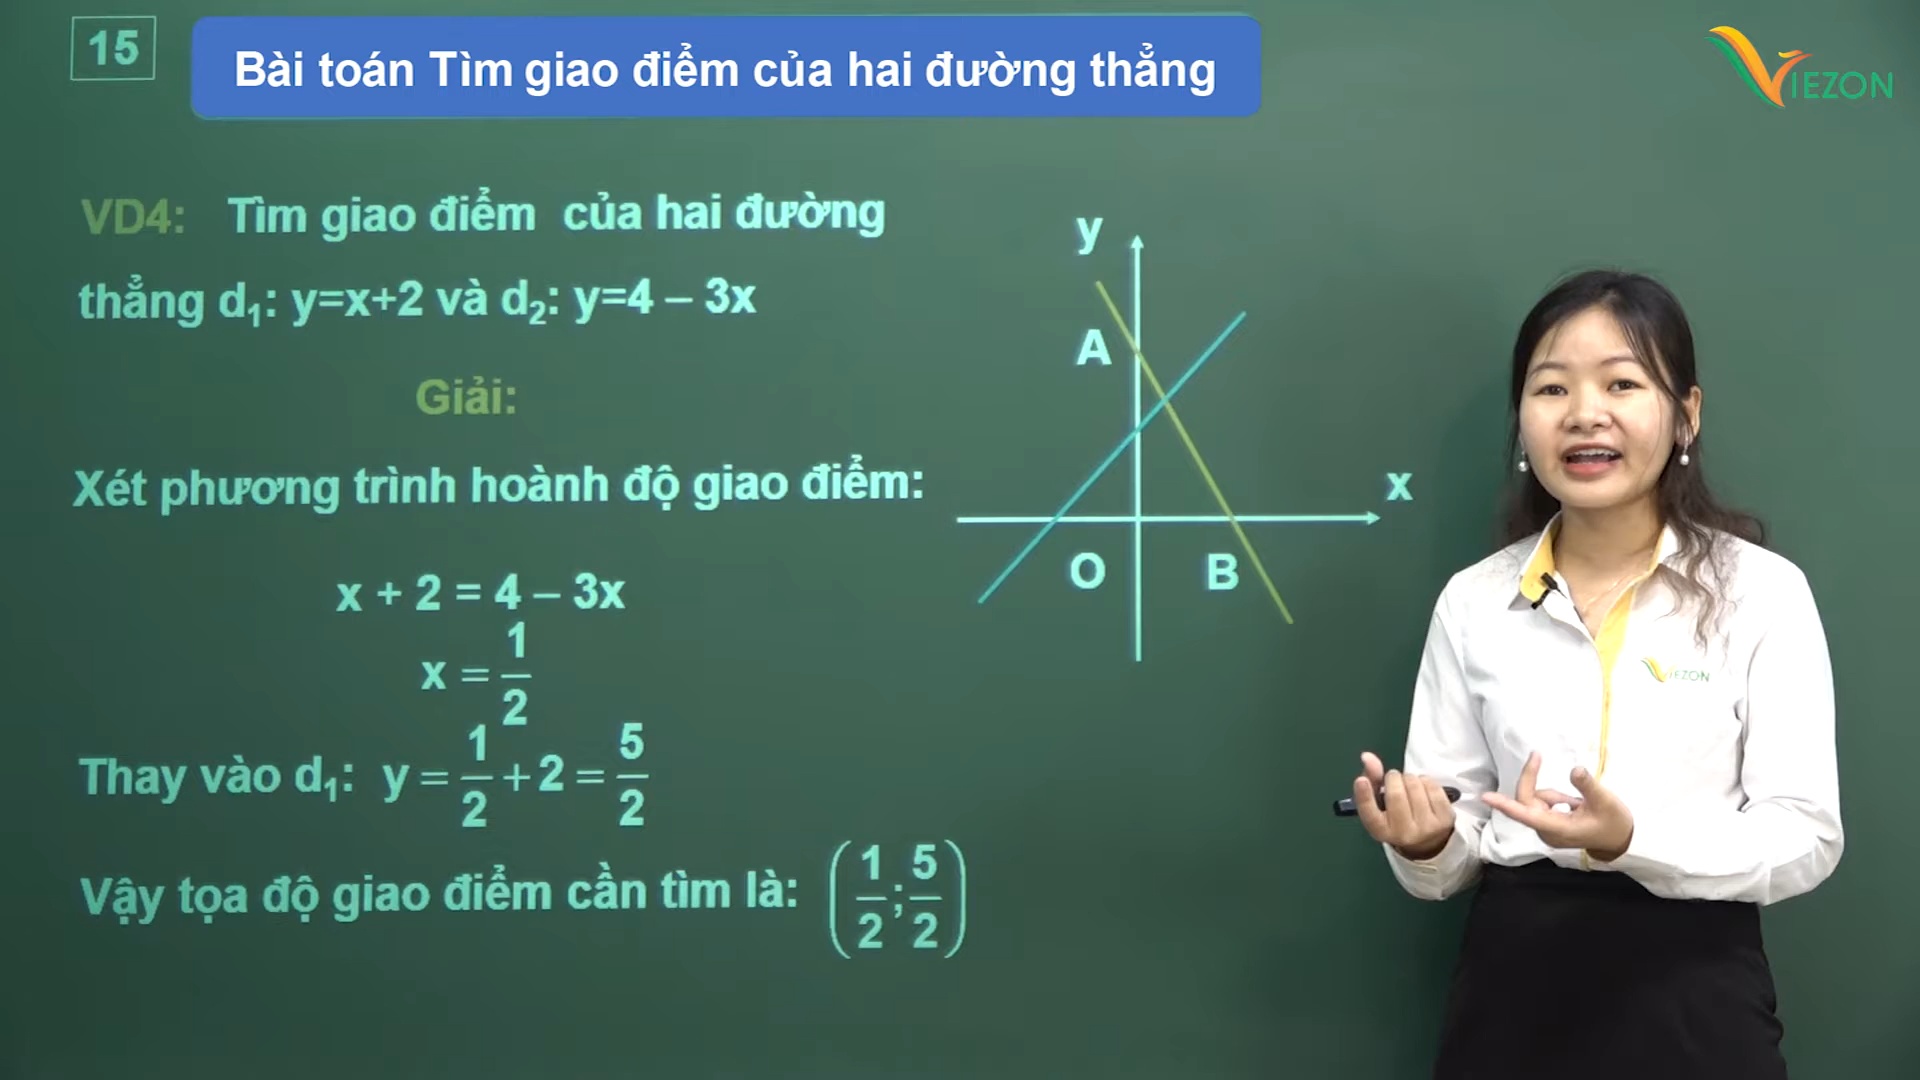 15
Bài toán Tìm giao điểm của hai đường thẳng
VIEZON
VD4: Tìm giao điểm của hai đường
thẳng d₁: y=x+2 và d₂: y=4 – 3x
Giải:
Xét phương trình hoành độ giao điểm:
x + 2 = 4 – 3x
x = 1/2
Thay vào d₁: y = 1/2 + 2 = 5/2
Vậy tọa độ giao điểm cần tìm là: (1/2; 5/2)
y
A
x
O
B
VIEZON